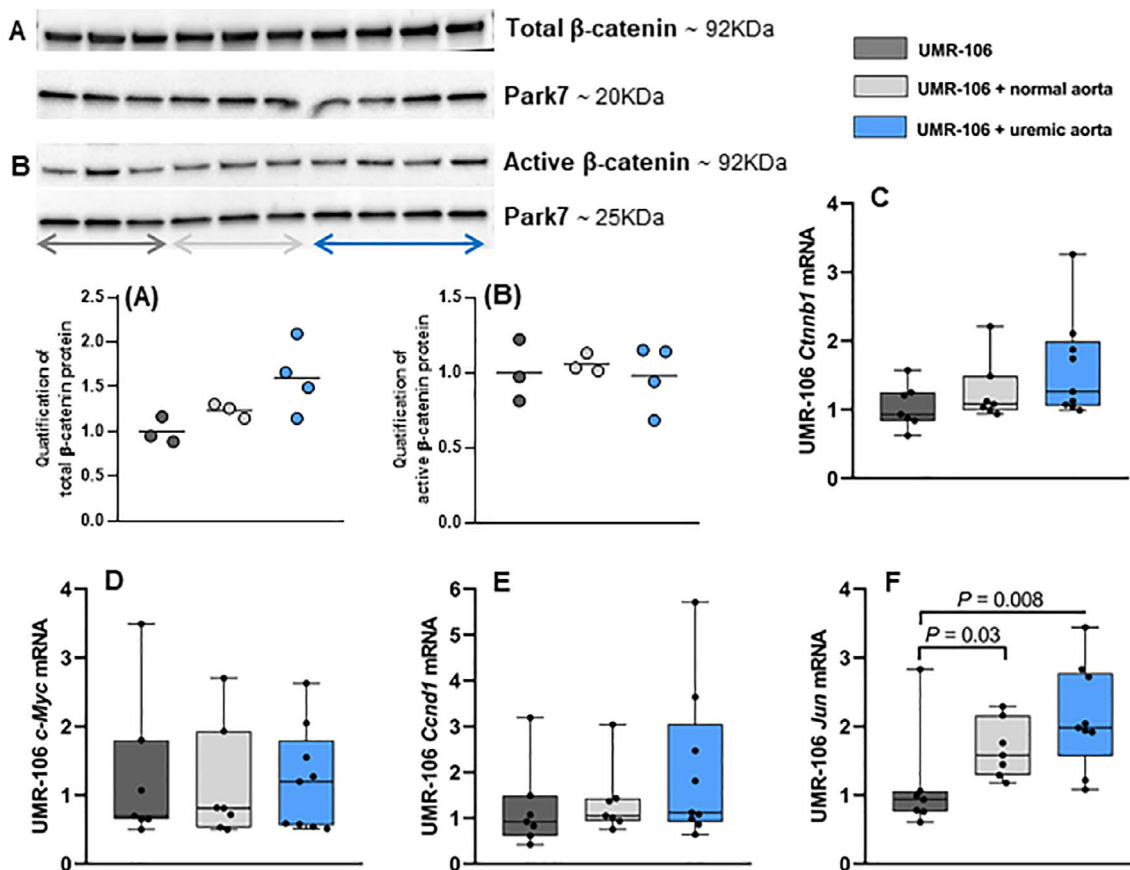 A
Total β-catenin ~ 92KDa
Park7 ~ 20KDa
B
Active β-catenin ~ 92KDa
Park7 ~ 25KDa
UMR-106
UMR-106 + normal aorta
UMR-106 + uremic aorta
(A)
Quatification of
total β-catenin protein
2.5
2.0
1.5
1.0
0.5
0.0
(B)
Quatification of
active β-catenin protein
1.5
1.0
0.5
0.0
C
UMR-106 Ctnnb1 mRNA
4
3
2
1
0
D
UMR-106 c-Myc mRNA
4
3
2
1
0
E
UMR-106 Ccnd1 mRNA
6
5
4
3
2
1
0
F
UMR-106 Jun mRNA
4
3
2
1
0
P = 0.008
P = 0.03